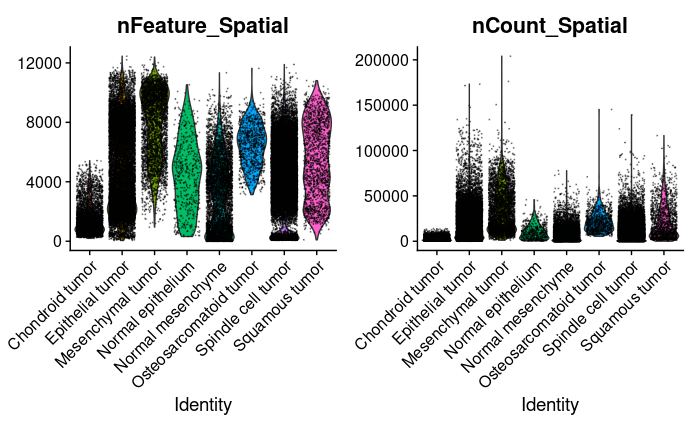 nFeature_Spatial
12000
8000
4000
0
Chondroid tumor
Epithelial tumor
Mesenchymal tumor
Normal epithelium
Normal mesenchyme
Osteosarcomatoid tumor
Spindle cell tumor
Squamous tumor
Identity
nCount_Spatial
200000
150000
100000
50000
0
Chondroid tumor
Epithelial tumor
Mesenchymal tumor
Normal epithelium
Normal mesenchyme
Osteosarcomatoid tumor
Spindle cell tumor
Squamous tumor
Identity